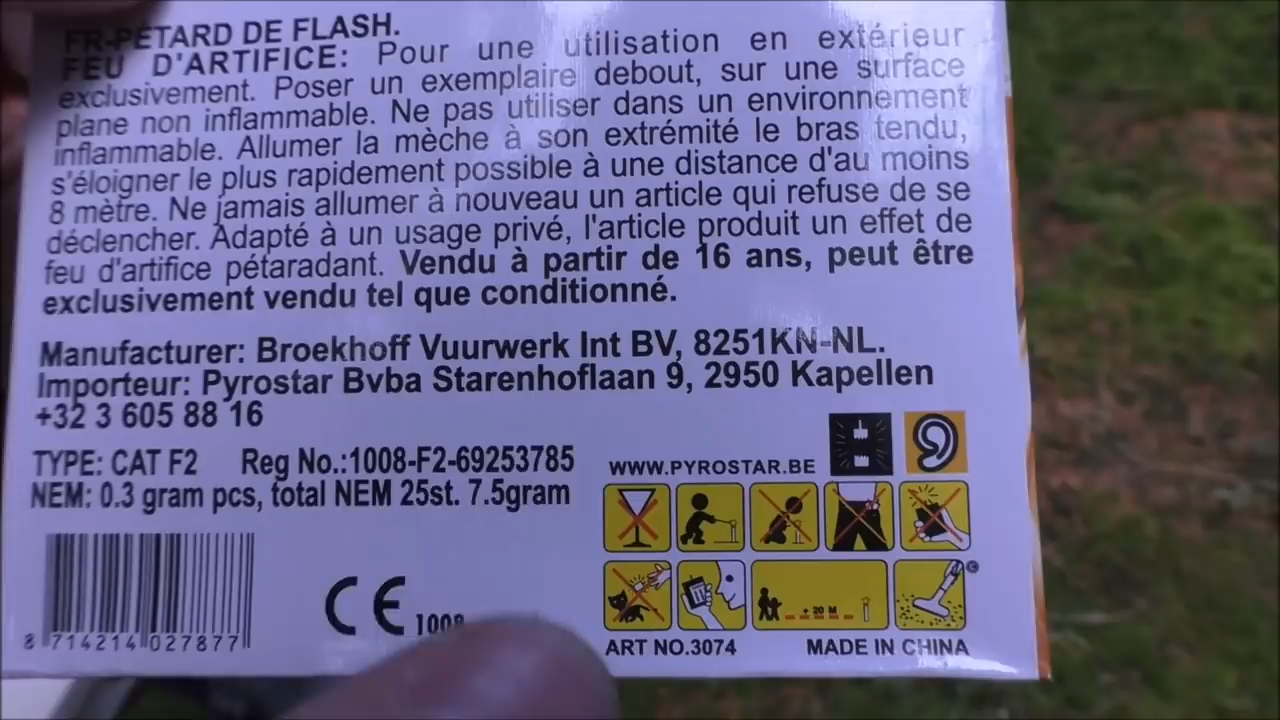 FR-PETARD DE FLASH.
FEU D'ARTIFICE: Pour une utilisation en extérieur
exclusivement. Poser un exemplaire debout, sur une surface
plane non inflammable. Ne pas utiliser dans un environnement
inflammable. Allumer la mèche à son extrémité le bras tendu,
s'éloigner le plus rapidement possible à une distance d'au moins
8 mètre. Ne jamais allumer à nouveau un article qui refuse de se
déclencher. Adapté à un usage privé, l'article produit un effet de
feu d'artifice pétaradant. Vendu à partir de 16 ans, peut être
exclusivement vendu tel que conditionné.
Manufacturer: Broekhoff Vuurwerk Int BV, 8251KN-NL.
Importeur: Pyrostar Bvba Starenhoflaan 9, 2950 Kapellen
+32 3 605 88 16
TYPE: CAT F2 Reg No.:1008-F2-69253785
NEM: 0.3 gram pcs, total NEM 25st. 7.5gram
WWW.PYROSTAR.BE
+ 20 M
©
8 714214 027877
CE 1008
ART NO.3074 MADE IN CHINA